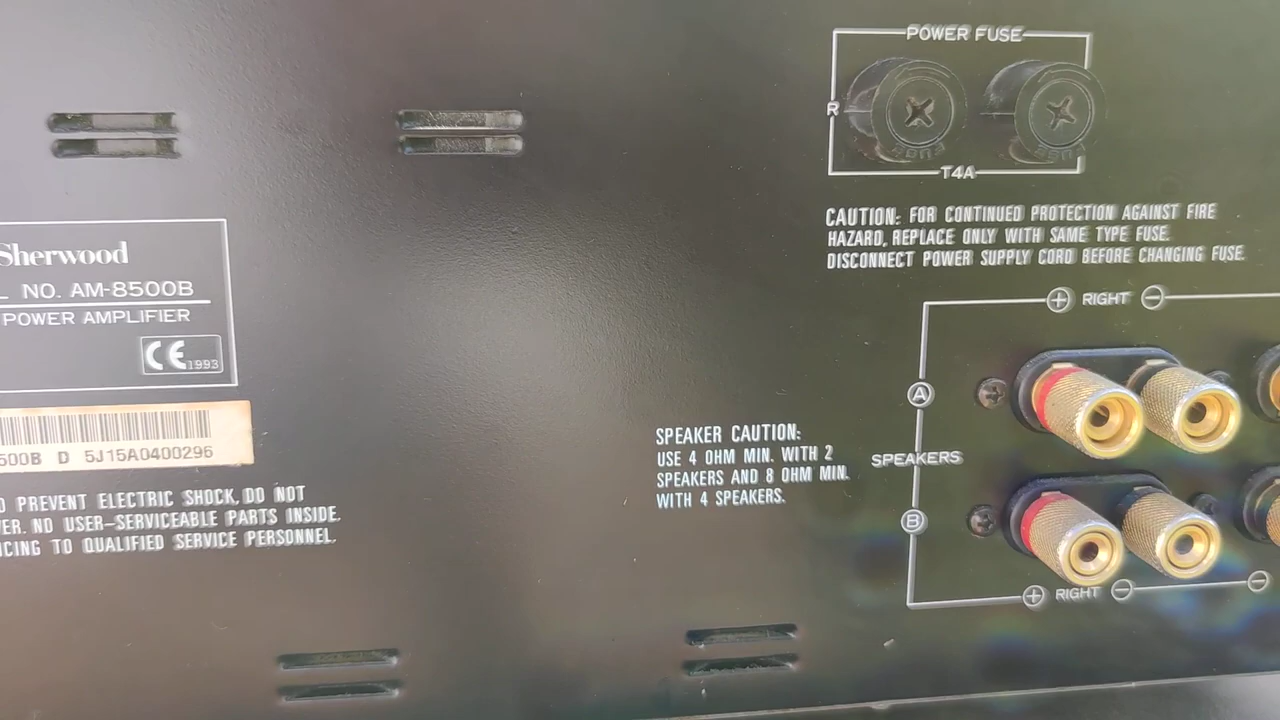 POWER FUSE
R
FUSE
FUSE
T4A
CAUTION: FOR CONTINUED PROTECTION AGAINST FIRE
HAZARD, REPLACE ONLY WITH SAME TYPE FUSE.
DISCONNECT POWER SUPPLY CORD BEFORE CHANGING FUSE.
Sherwood
NO. AM-8500B
POWER AMPLIFIER
CE 1993
500B D 5J15A0400296
PREVENT ELECTRIC SHOCK, DO NOT
NO USER-SERVICEABLE PARTS INSIDE.
TO QUALIFIED SERVICE PERSONNEL.
SPEAKER CAUTION:
USE 4 OHM MIN. WITH 2
SPEAKERS AND 8 OHM MIN.
WITH 4 SPEAKERS.
+ RIGHT −
A
SPEAKERS
B
+ RIGHT − −